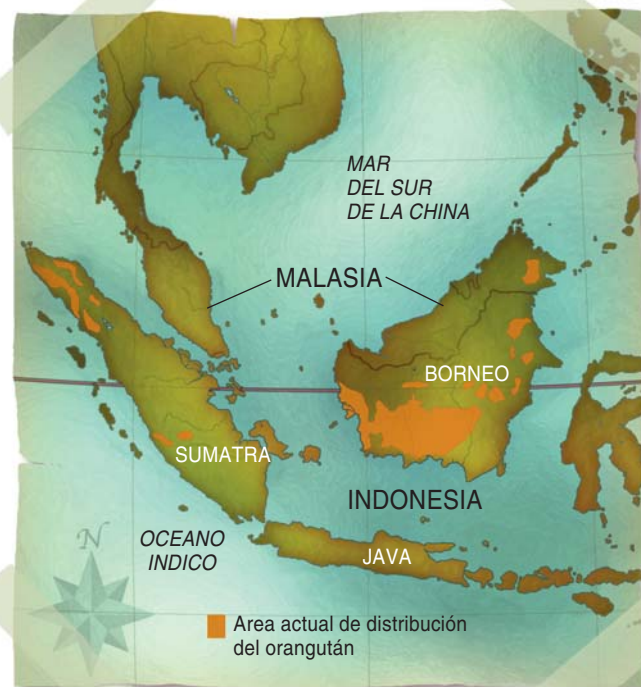 MAR
DEL SUR
DE LA CHINA
MALASIA
BORNEO
SUMATRA
INDONESIA
OCEANO
INDICO
JAVA
N
Area actual de distribución
del orangután